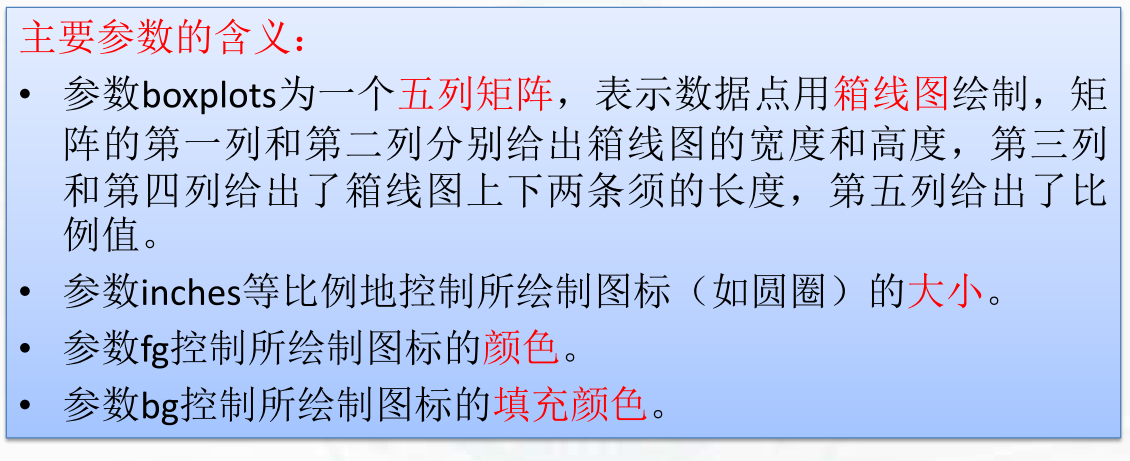 主要参数的含义：
• 参数boxplots为一个五列矩阵，表示数据点用箱线图绘制，矩
阵的第一列和第二列分别给出箱线图的宽度和高度，第三列
和第四列给出了箱线图上下两条须的长度，第五列给出了比
例值。
• 参数inches等比例地控制所绘制图标（如圆圈）的大小。
• 参数fg控制所绘制图标的颜色。
• 参数bg控制所绘制图标的填充颜色。